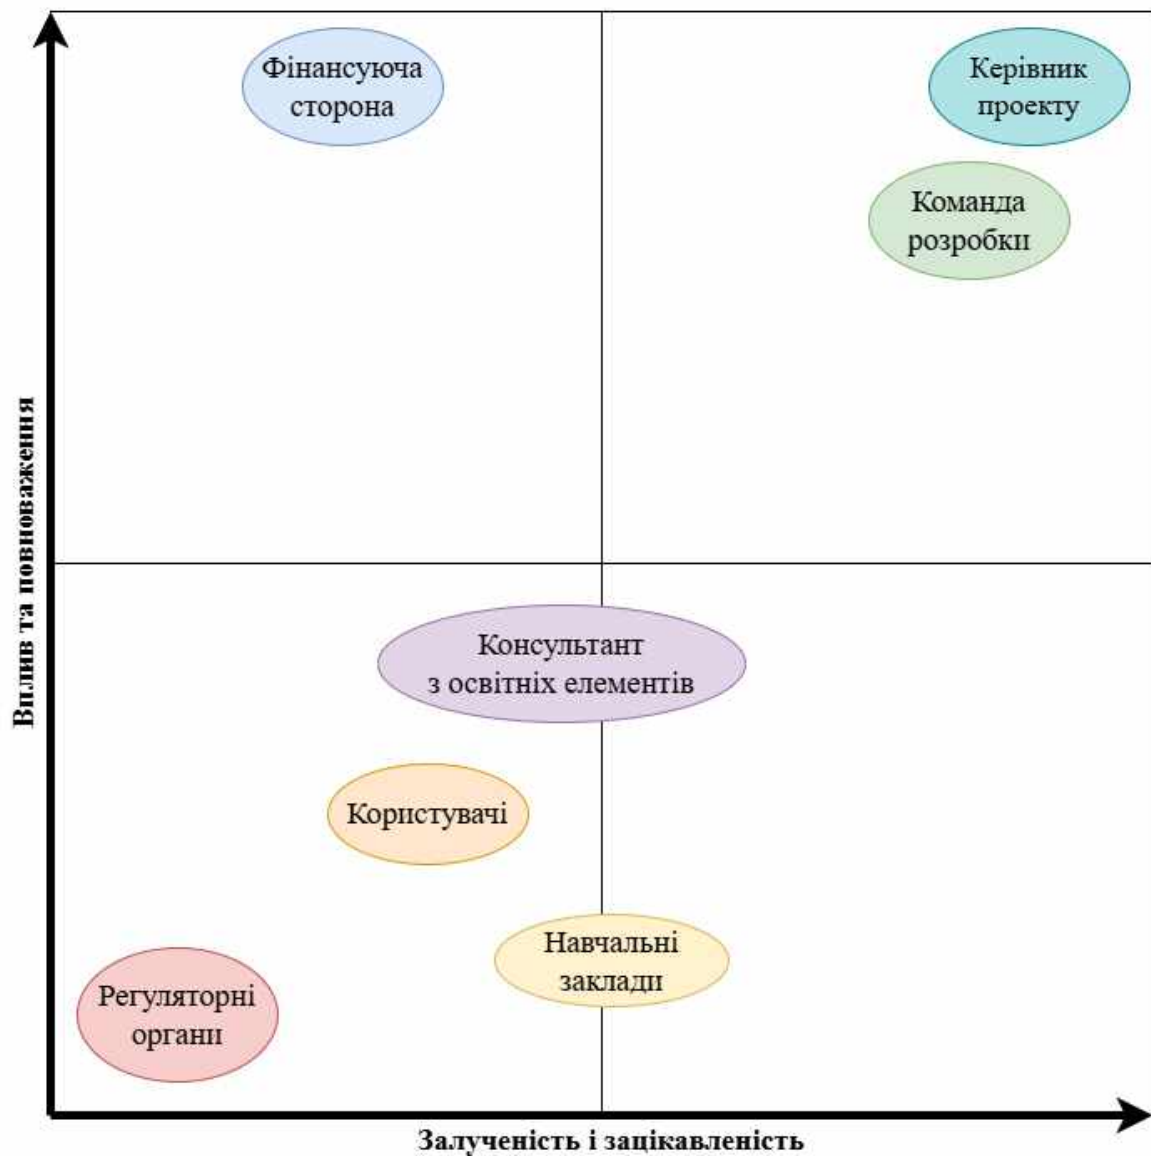 Фінансуюча
сторона
Керівник
проекту
Команда
розробки
Вплив та повноваження
Консультант
з освітніх елементів
Користувачі
Навчальні
заклади
Регуляторні
органи
Залученість і зацікавленість